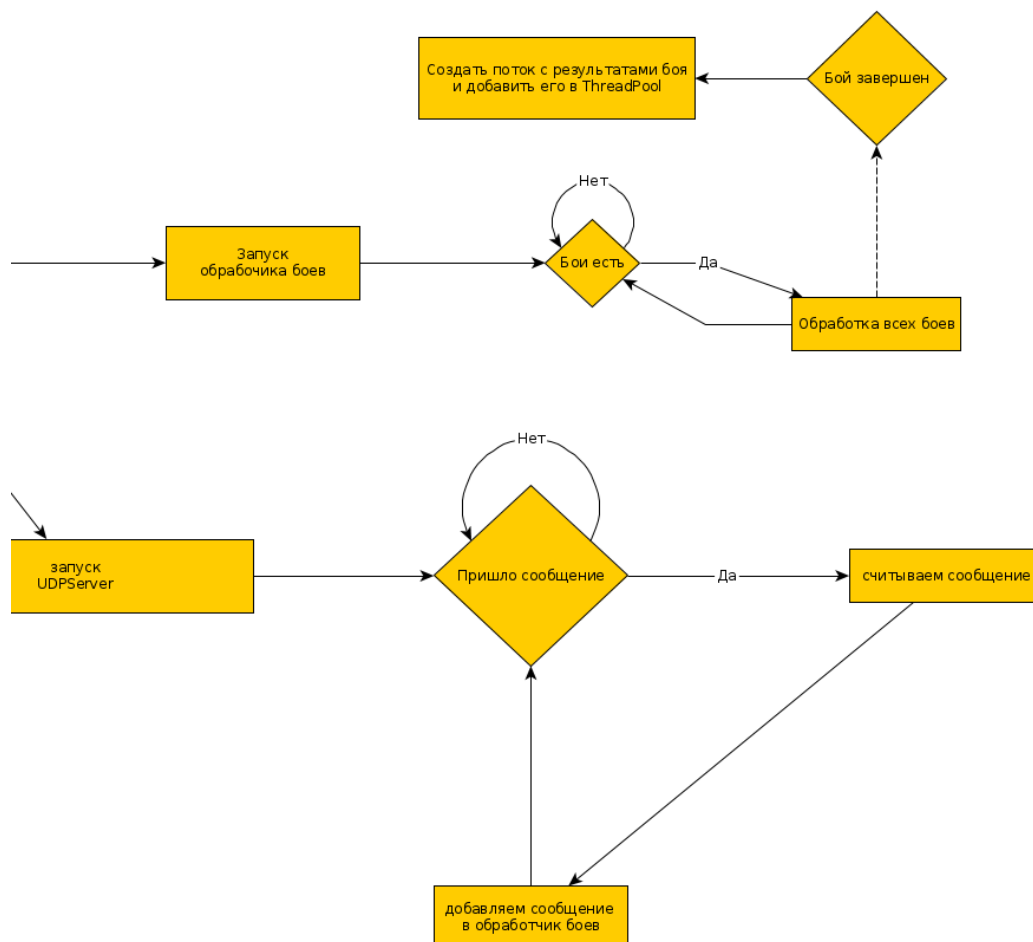 Создать поток с результатами боя
и добавить его в ThreadPool
Бой завершен
Нет
Запуск
обрабочика боев
Бои есть
Да
Обработка всех боев
Нет
запуск
UDPServer
Пришло сообщение
Да
считываем сообщение
добавляем сообщение
в обработчик боев